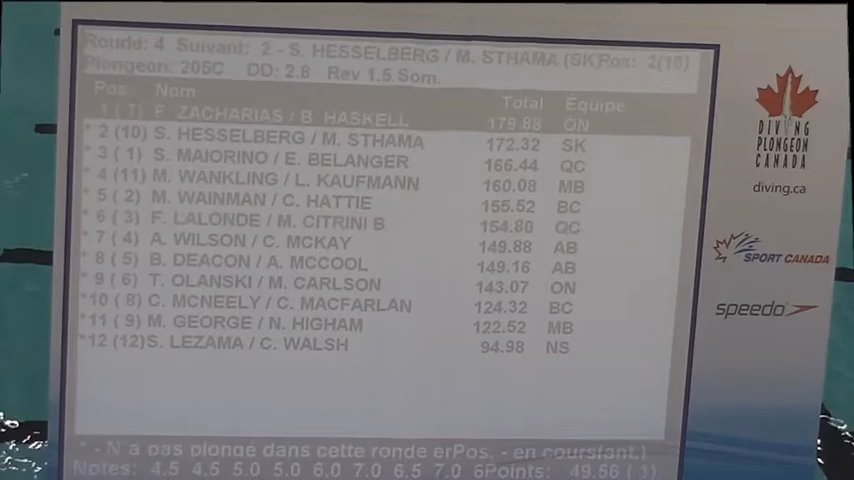 Ronde: 4 Suivant: 2 - S. HESSELBERG / M. STHAMA (SK)Pos: 2(10)
Plongeon: 205C DD: 2.8 Rev 1.5 Som.
Pos. Nom Total Équipe
1 (7) F. ZACHARIAS / B. HASKELL 179.88 ON
* 2 (10) S. HESSELBERG / M. STHAMA 172.32 SK
* 3 (1) S. MAIORINO / E. BELANGER 166.44 QC
* 4 (11) M. WANKLING / L. KAUFMANN 160.08 MB
* 5 (2) M. WAINMAN / C. HATTIE 155.52 BC
* 6 (3) F. LALONDE / M. CITRINI B 154.80 QC
* 7 (4) A. WILSON / C. MCKAY 149.88 AB
* 8 (5) B. DEACON / A. MCCOOL 149.16 AB
* 9 (6) T. OLANSKI / M. CARLSON 143.07 ON
*10 (8) C. MCNEELY / C. MACFARLAN 124.32 BC
*11 (9) M. GEORGE / N. HIGHAM 122.52 MB
*12 (12)S. LEZAMA / C. WALSH 94.98 NS
* - N'a pas plongé dans cette ronde erPos. - en cours(ant.)
Notes: 4.5 4.5 5.0 5.0 6.0 7.0 6.5 7.0 6Points: 49.56 ( 1)
DIVING
PLONGEON
CANADA
diving.ca
SPORT CANADA
speedo